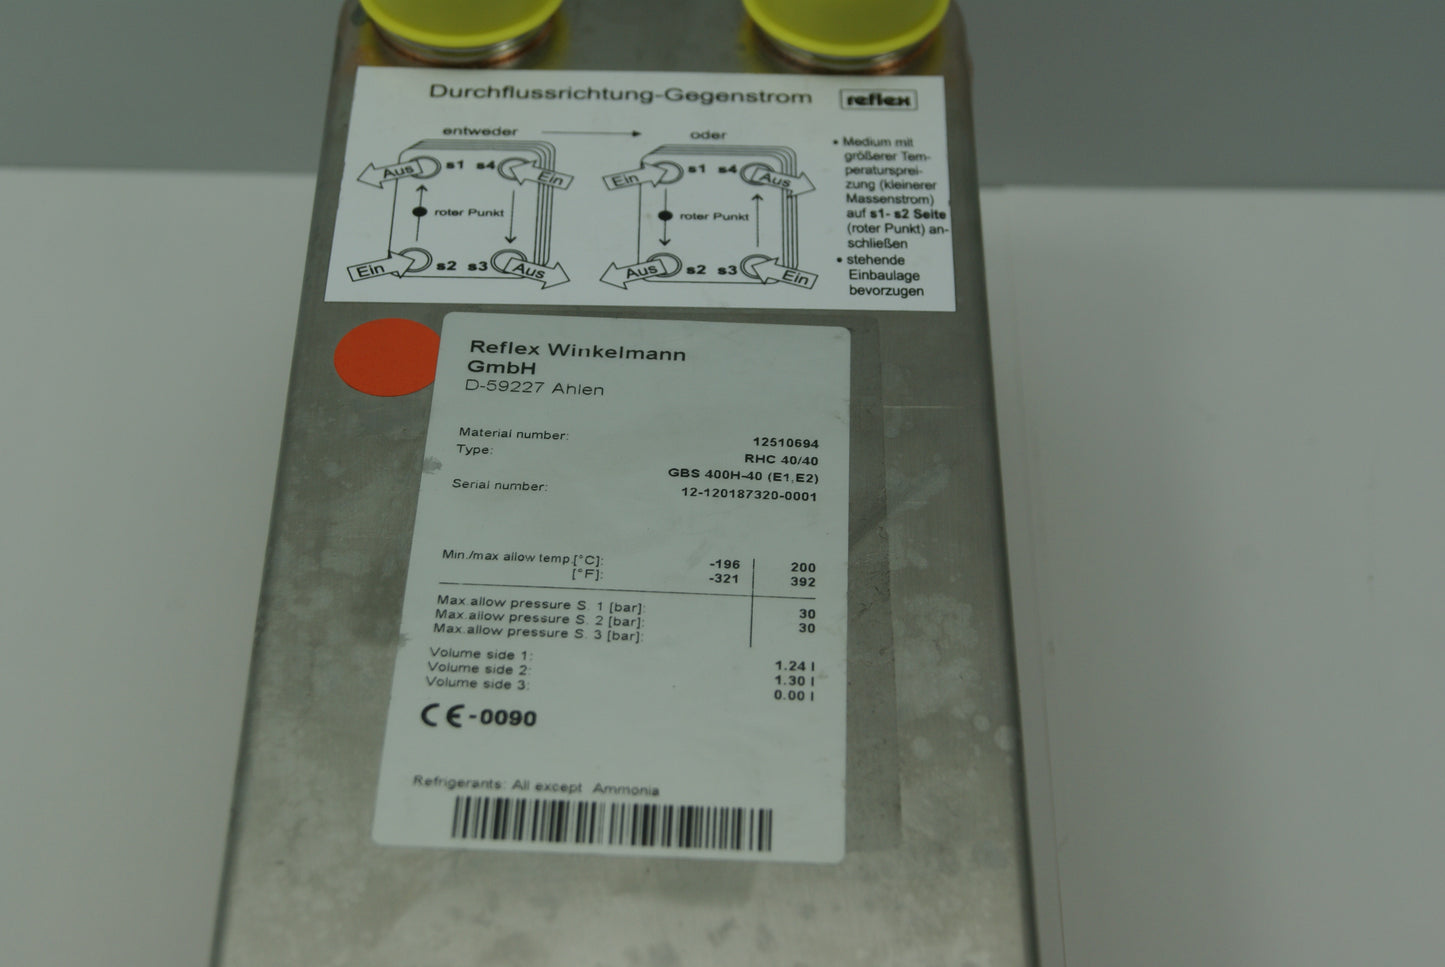 Durchflussrichtung-Gegenstrom
reflex
entweder
oder
Aus s1 s4 Ein
roter Punkt
Ein s2 s3 Aus
Ein s1 s4 Aus
roter Punkt
Aus s2 s3 Ein
• Medium mit
größerer Tem-
peratursprei-
zung (kleinerer
Massenstrom)
auf s1- s2 Seite
(roter Punkt) an-
schließen
• stehende
Einbaulage
bevorzugen
Reflex Winkelmann
GmbH
D-59227 Ahlen
Material number: 12510694
Type: RHC 40/40
GBS 400H-40 (E1,E2)
Serial number: 12-120187320-0001
Min./max allow temp.[°C]: -196 200
[°F]: -321 392
Max.allow pressure S. 1 [bar]: 30
Max.allow pressure S. 2 [bar]: 30
Max.allow pressure S. 3 [bar]:
Volume side 1: 1.24 l
Volume side 2: 1.30 l
Volume side 3: 0.00 l
CE-0090
Refrigerants: All except Ammonia